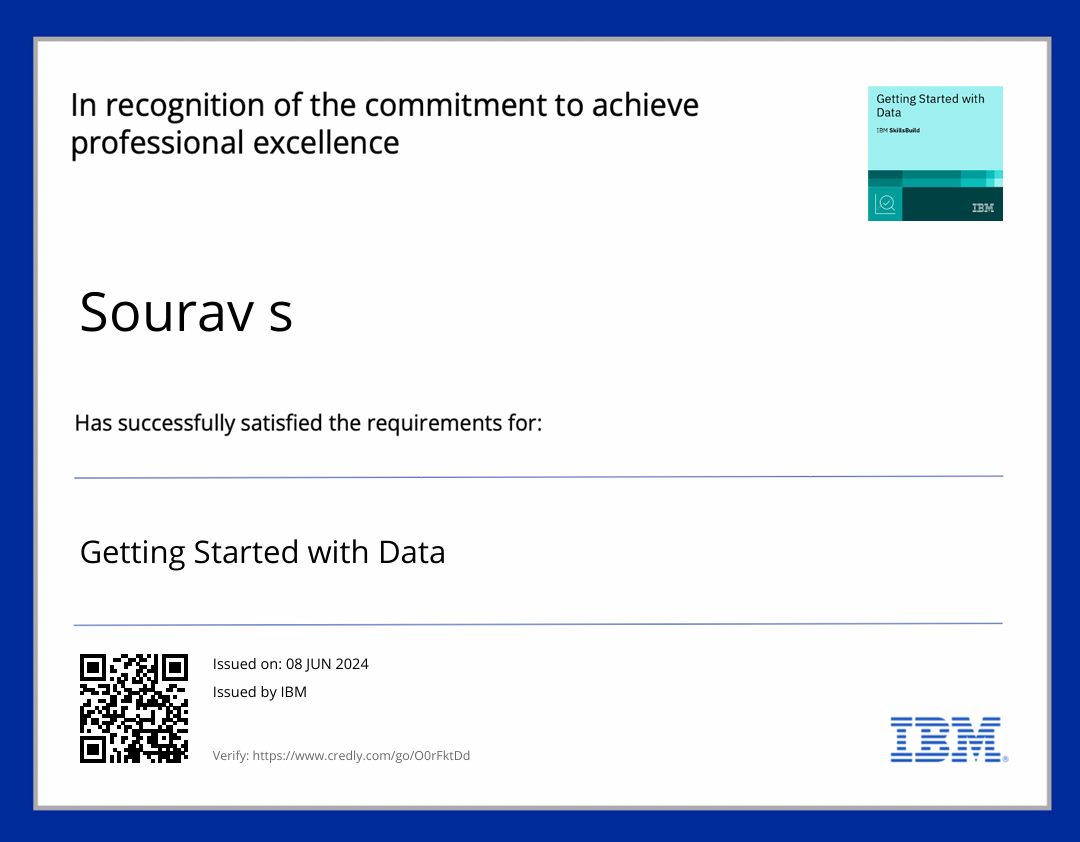 In recognition of the commitment to achieve
professional excellence
Getting Started with
Data
IBM SkillsBuild
IBM
Sourav s
Has successfully satisfied the requirements for:
Getting Started with Data
Issued on: 08 JUN 2024
Issued by IBM
Verify: https://www.credly.com/go/O0rFktDd
IBM®